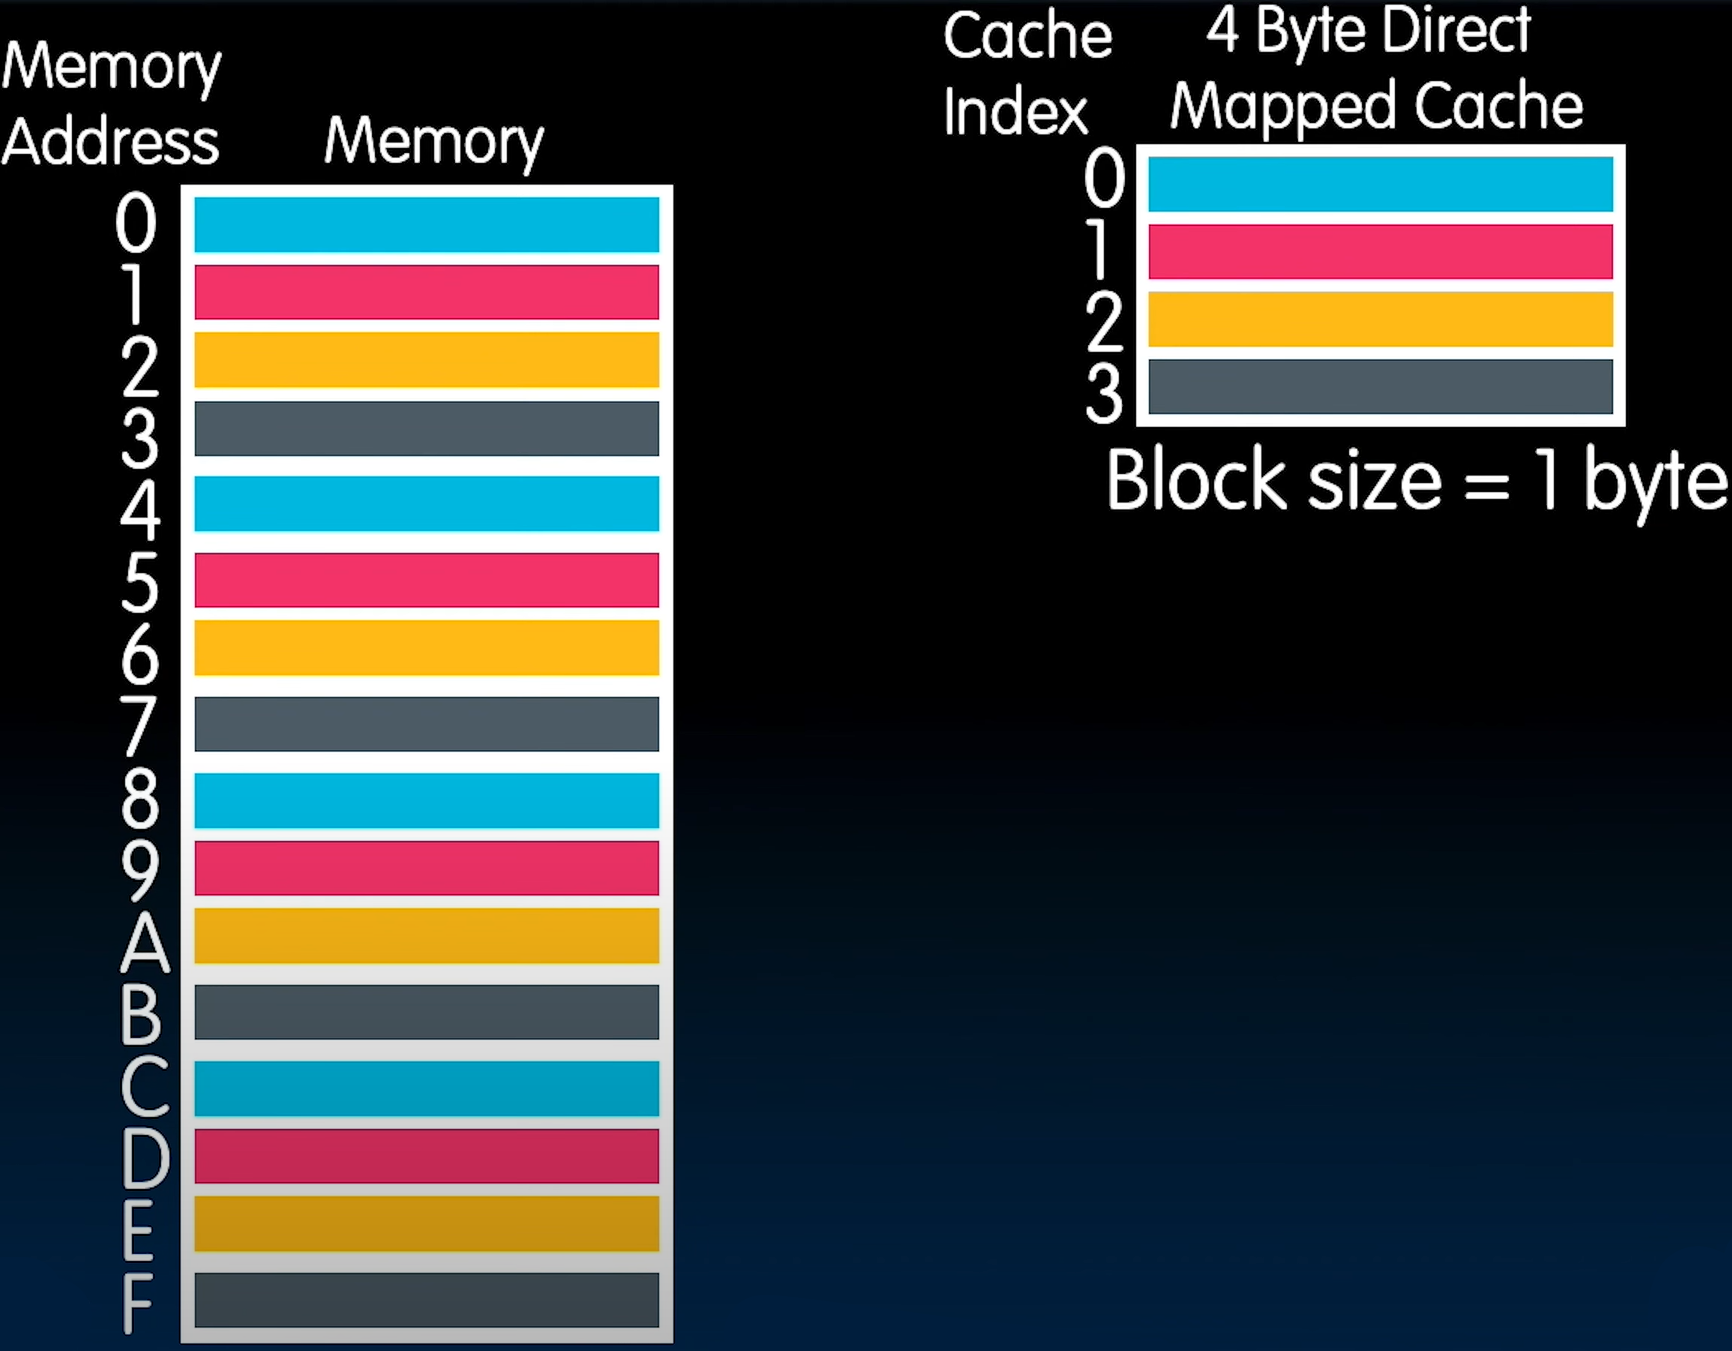 Memory
Address
Memory
0
1
2
3
4
5
6
7
8
9
A
B
C
D
E
F
Cache
Index
4 Byte Direct
Mapped Cache
0
1
2
3
Block size = 1 byte